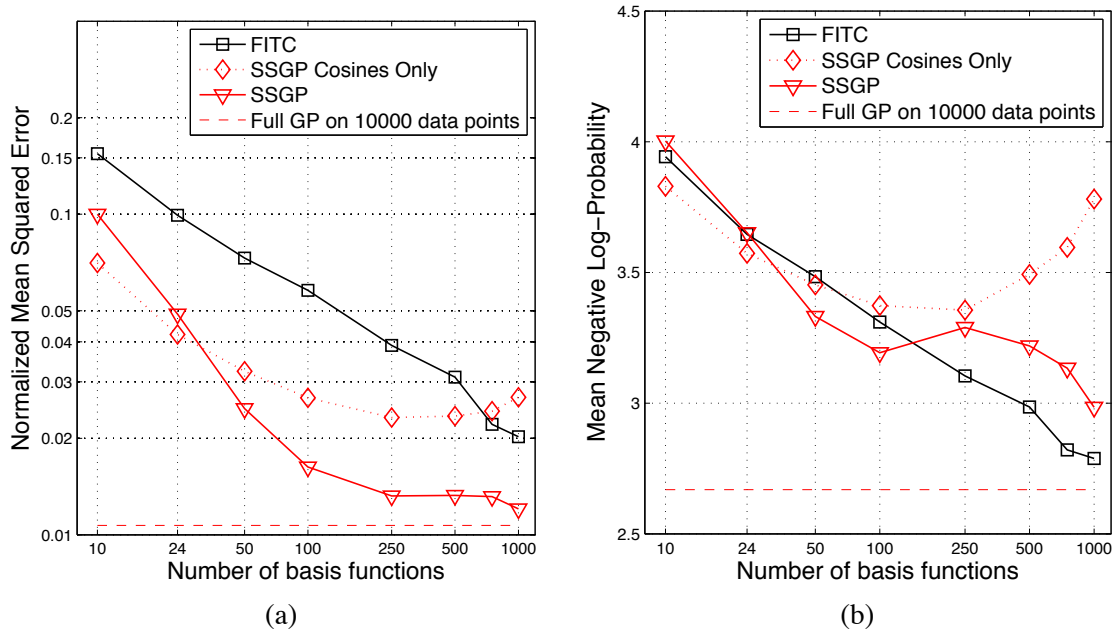 FITC
SSGP Cosines Only
SSGP
Full GP on 10000 data points
Normalized Mean Squared Error
0.2
0.15
0.1
0.05
0.04
0.03
0.02
0.01
10 24 50 100 250 500 1000
Number of basis functions
(a)
FITC
SSGP Cosines Only
SSGP
Full GP on 10000 data points
Mean Negative Log−Probability
4.5
4
3.5
3
2.5
10 24 50 100 250 500 1000
Number of basis functions
(b)